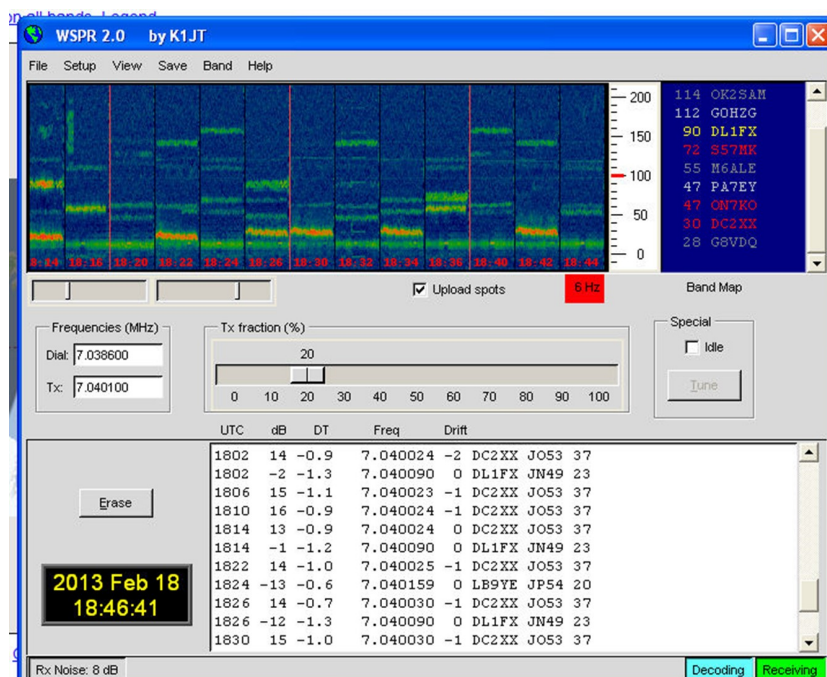 on all bands. Legend
WSPR 2.0 by K1JT
File Setup View Save Band Help
200
150
100
50
0
18:16 18:20 18:22 18:24 18:26 18:30 18:32 18:34 18:36 18:40 18:42 18:44
114 OK2SAM
112 G0HZG
90 DL1FX
72 S57MK
55 M6ALE
47 PA7EY
47 ON7KO
30 DC2XX
28 G8VDQ
Upload spots
6 Hz
Band Map
Frequencies (MHz)
Dial: 7.038600
Tx: 7.040100
Tx fraction (%)
20
0 10 20 30 40 50 60 70 80 90 100
Special
Idle
Tune
UTC dB DT Freq Drift
1802 14 -0.9 7.040024 -2 DC2XX JO53 37
1802 -2 -1.3 7.040090 0 DL1FX JN49 23
1806 15 -1.1 7.040023 -1 DC2XX JO53 37
1810 16 -0.9 7.040024 -1 DC2XX JO53 37
1814 13 -0.9 7.040024 0 DC2XX JO53 37
1814 -1 -1.2 7.040090 0 DL1FX JN49 23
1822 14 -1.0 7.040025 -1 DC2XX JO53 37
1824 -13 -0.6 7.040159 0 LB9YE JP54 20
1826 14 -0.7 7.040030 -1 DC2XX JO53 37
1826 -12 -1.3 7.040090 0 DL1FX JN49 23
1830 15 -1.0 7.040030 -1 DC2XX JO53 37
Erase
2013 Feb 18
18:46:41
Rx Noise: 8 dB
Decoding
Receiving